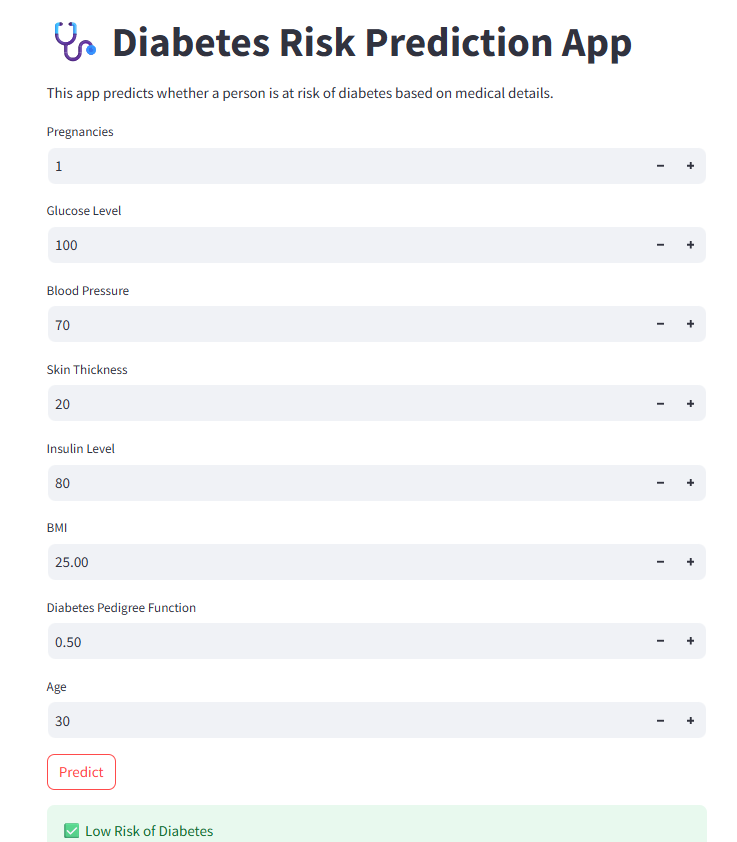 Diabetes Risk Prediction App
This app predicts whether a person is at risk of diabetes based on medical details.
Pregnancies
1
Glucose Level
100
Blood Pressure
70
Skin Thickness
20
Insulin Level
80
BMI
25.00
Diabetes Pedigree Function
0.50
Age
30
Predict
Low Risk of Diabetes